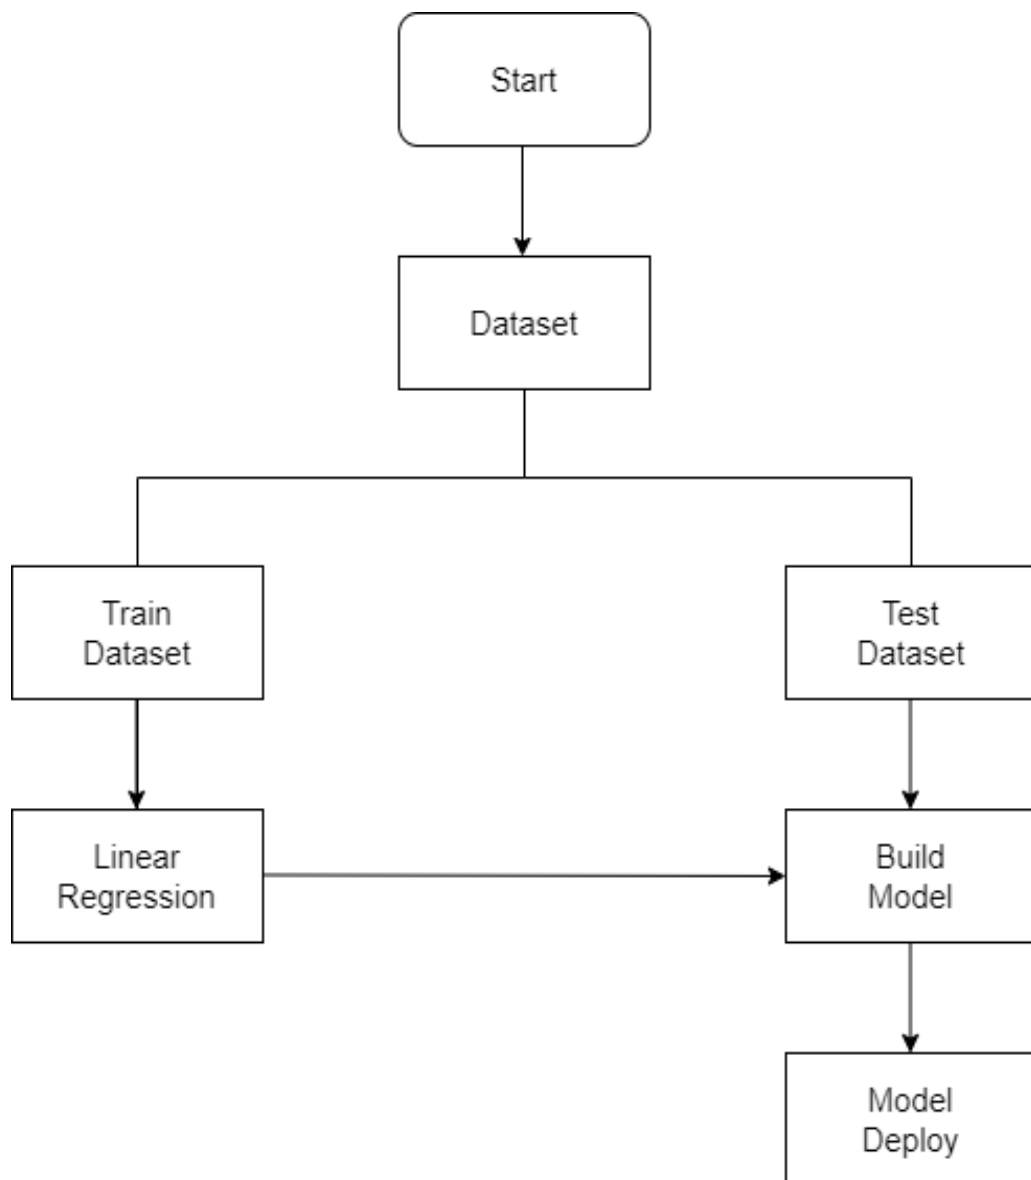 Start
Dataset
Train
Dataset
Test
Dataset
Linear
Regression
Build
Model
Model
Deploy